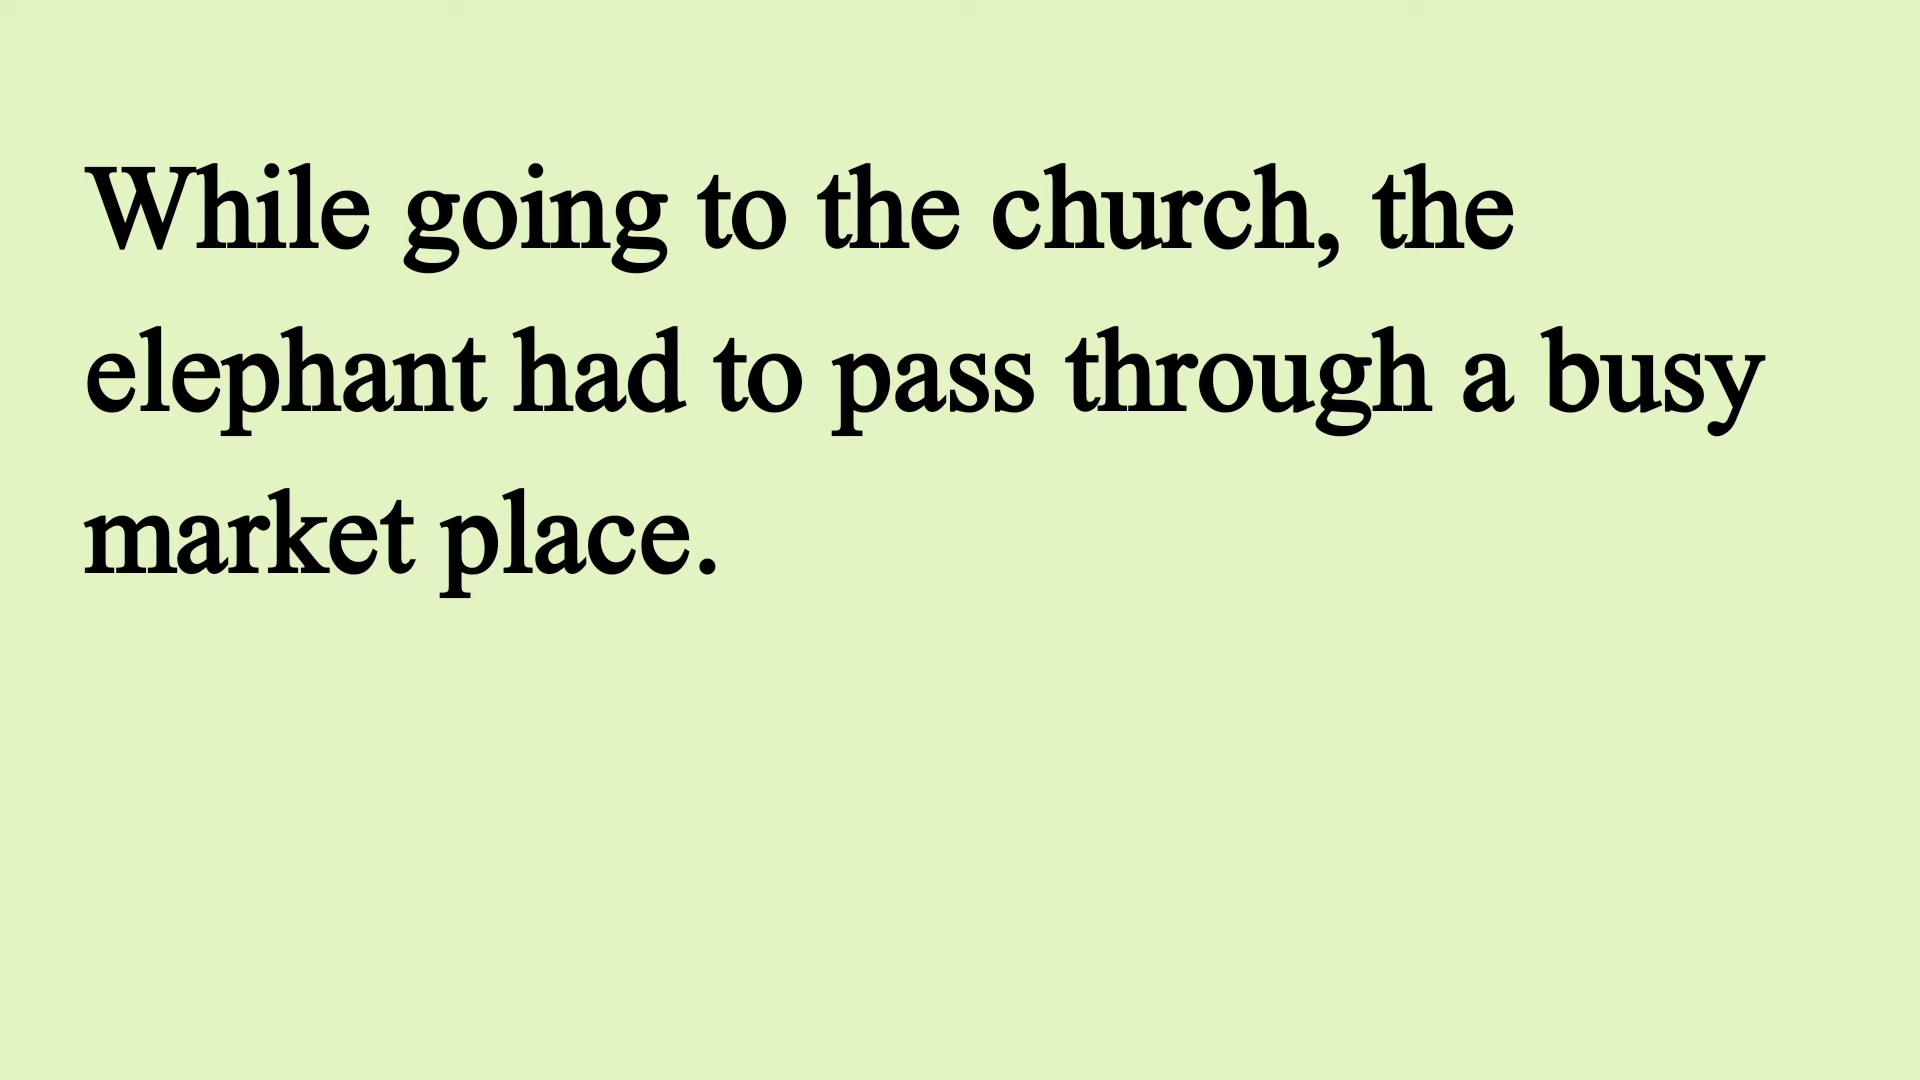 While going to the church, the
elephant had to pass through a busy
market place.